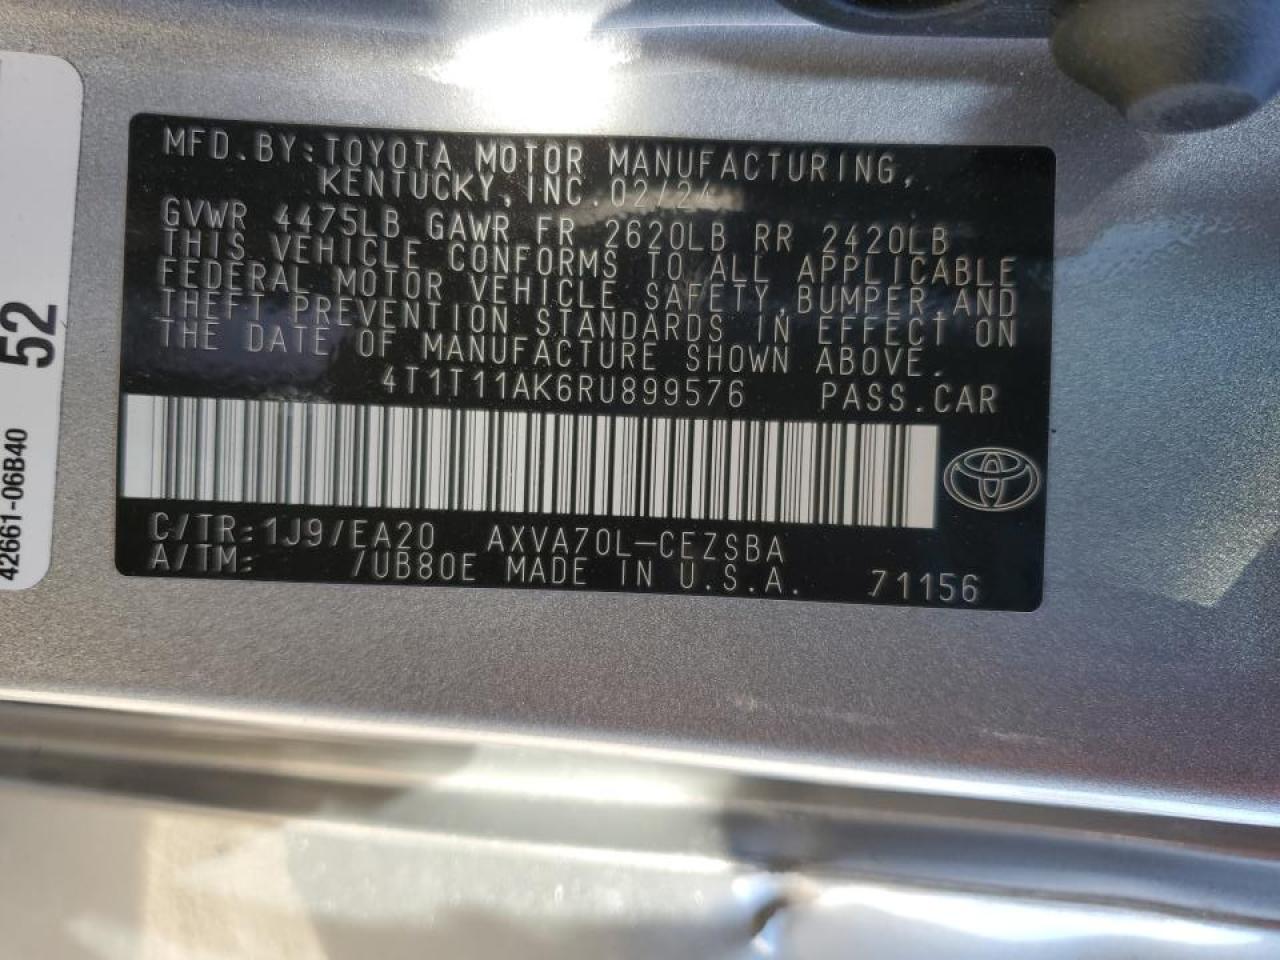 MFD.BY:TOYOTA MOTOR MANUFACTURING,
KENTUCKY,INC.02/24
GVWR 4475LB GAWR FR 2620LB RR 2420LB
THIS VEHICLE CONFORMS TO ALL APPLICABLE
FEDERAL MOTOR VEHICLE SAFETY,BUMPER,AND
THEFT PREVENTION STANDARDS IN EFFECT ON
THE DATE OF MANUFACTURE SHOWN ABOVE.
4T1T11AK6RU899576 PASS.CAR
C/TR:1J9/EA20 AXVA70L-CEZSBA
A/TM: /UB80E MADE IN U.S.A. 71156
52
42661-06B40